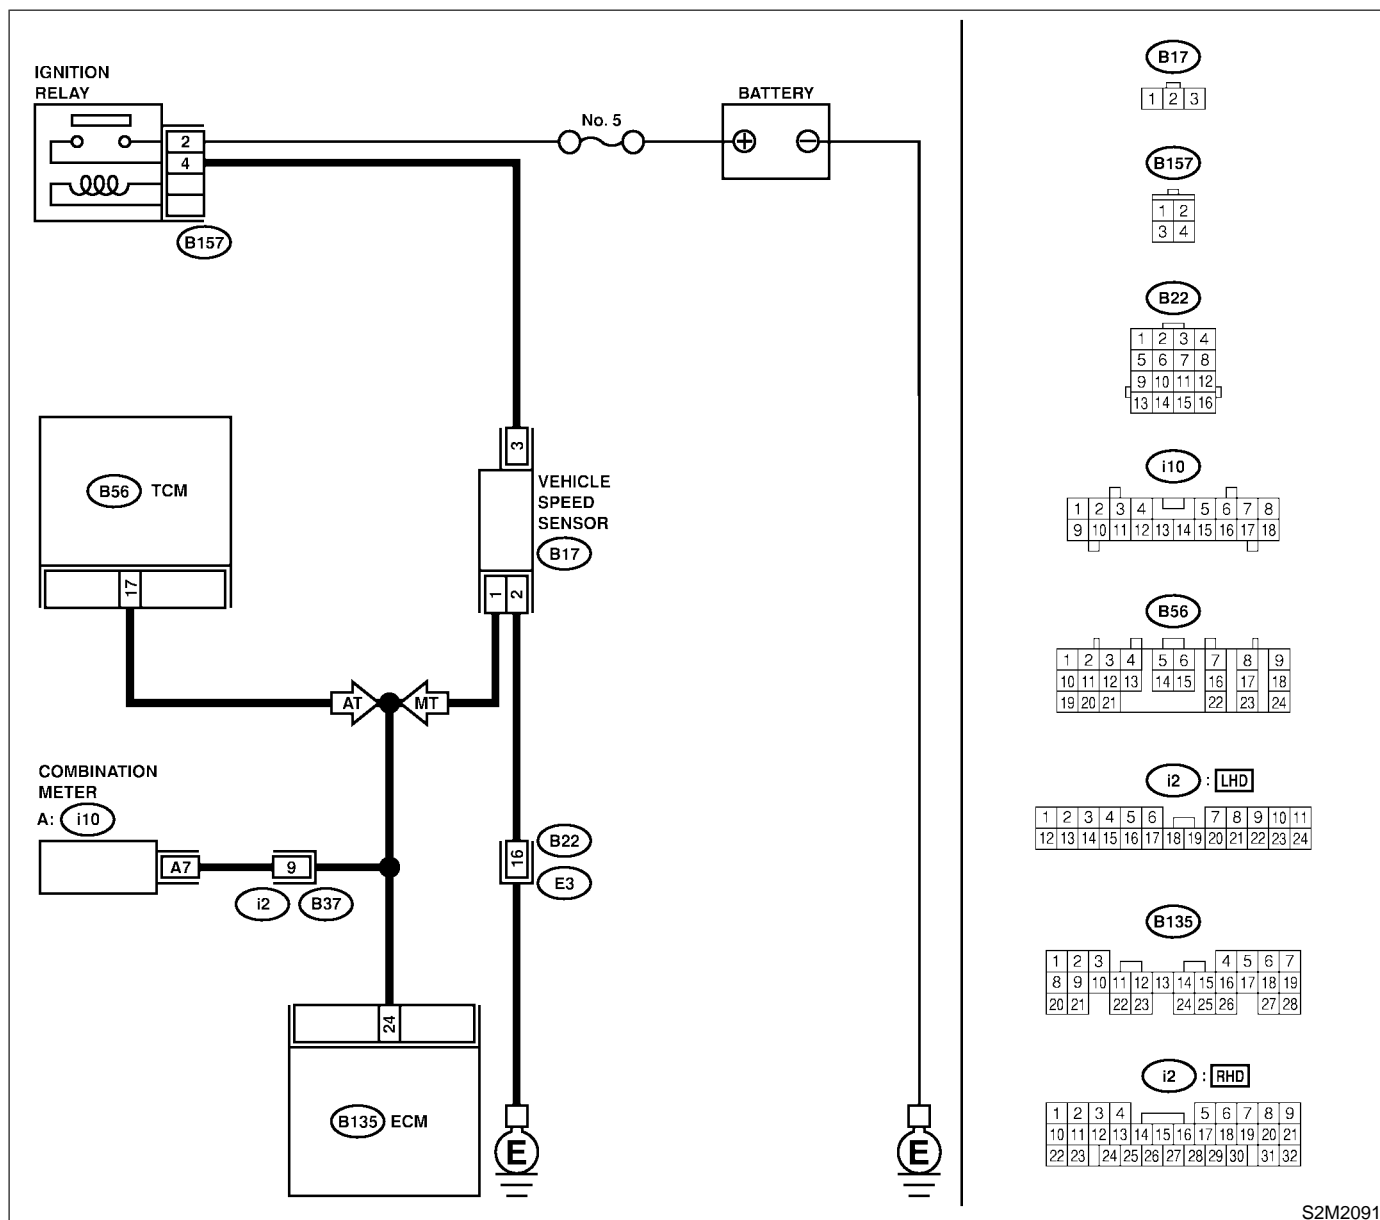 IGNITION
RELAY
2
4
B157
No. 5
BATTERY
B56 TCM
17
3
VEHICLE
SPEED
SENSOR
B17
1 2
AT MT
COMBINATION
METER
A: i10
A7
9
i2 B37
16
B22
E3
24
B135 ECM
E
E
B17
1 2 3
B157
1 2
3 4
B22
1 2 3 4
5 6 7 8
9 10 11 12
13 14 15 16
i10
1 2 3 4 5 6 7 8
9 10 11 12 13 14 15 16 17 18
B56
1 2 3 4 5 6 7 8 9
10 11 12 13 14 15 16 17 18
19 20 21 22 23 24
i2 : LHD
1 2 3 4 5 6 7 8 9 10 11
12 13 14 15 16 17 18 19 20 21 22 23 24
B135
1 2 3 4 5 6 7
8 9 10 11 12 13 14 15 16 17 18 19
20 21 22 23 24 25 26 27 28
i2 : RHD
1 2 3 4 5 6 7 8 9
10 11 12 13 14 15 16 17 18 19 20 21
22 23 24 25 26 27 28 29 30 31 32
S2M2091